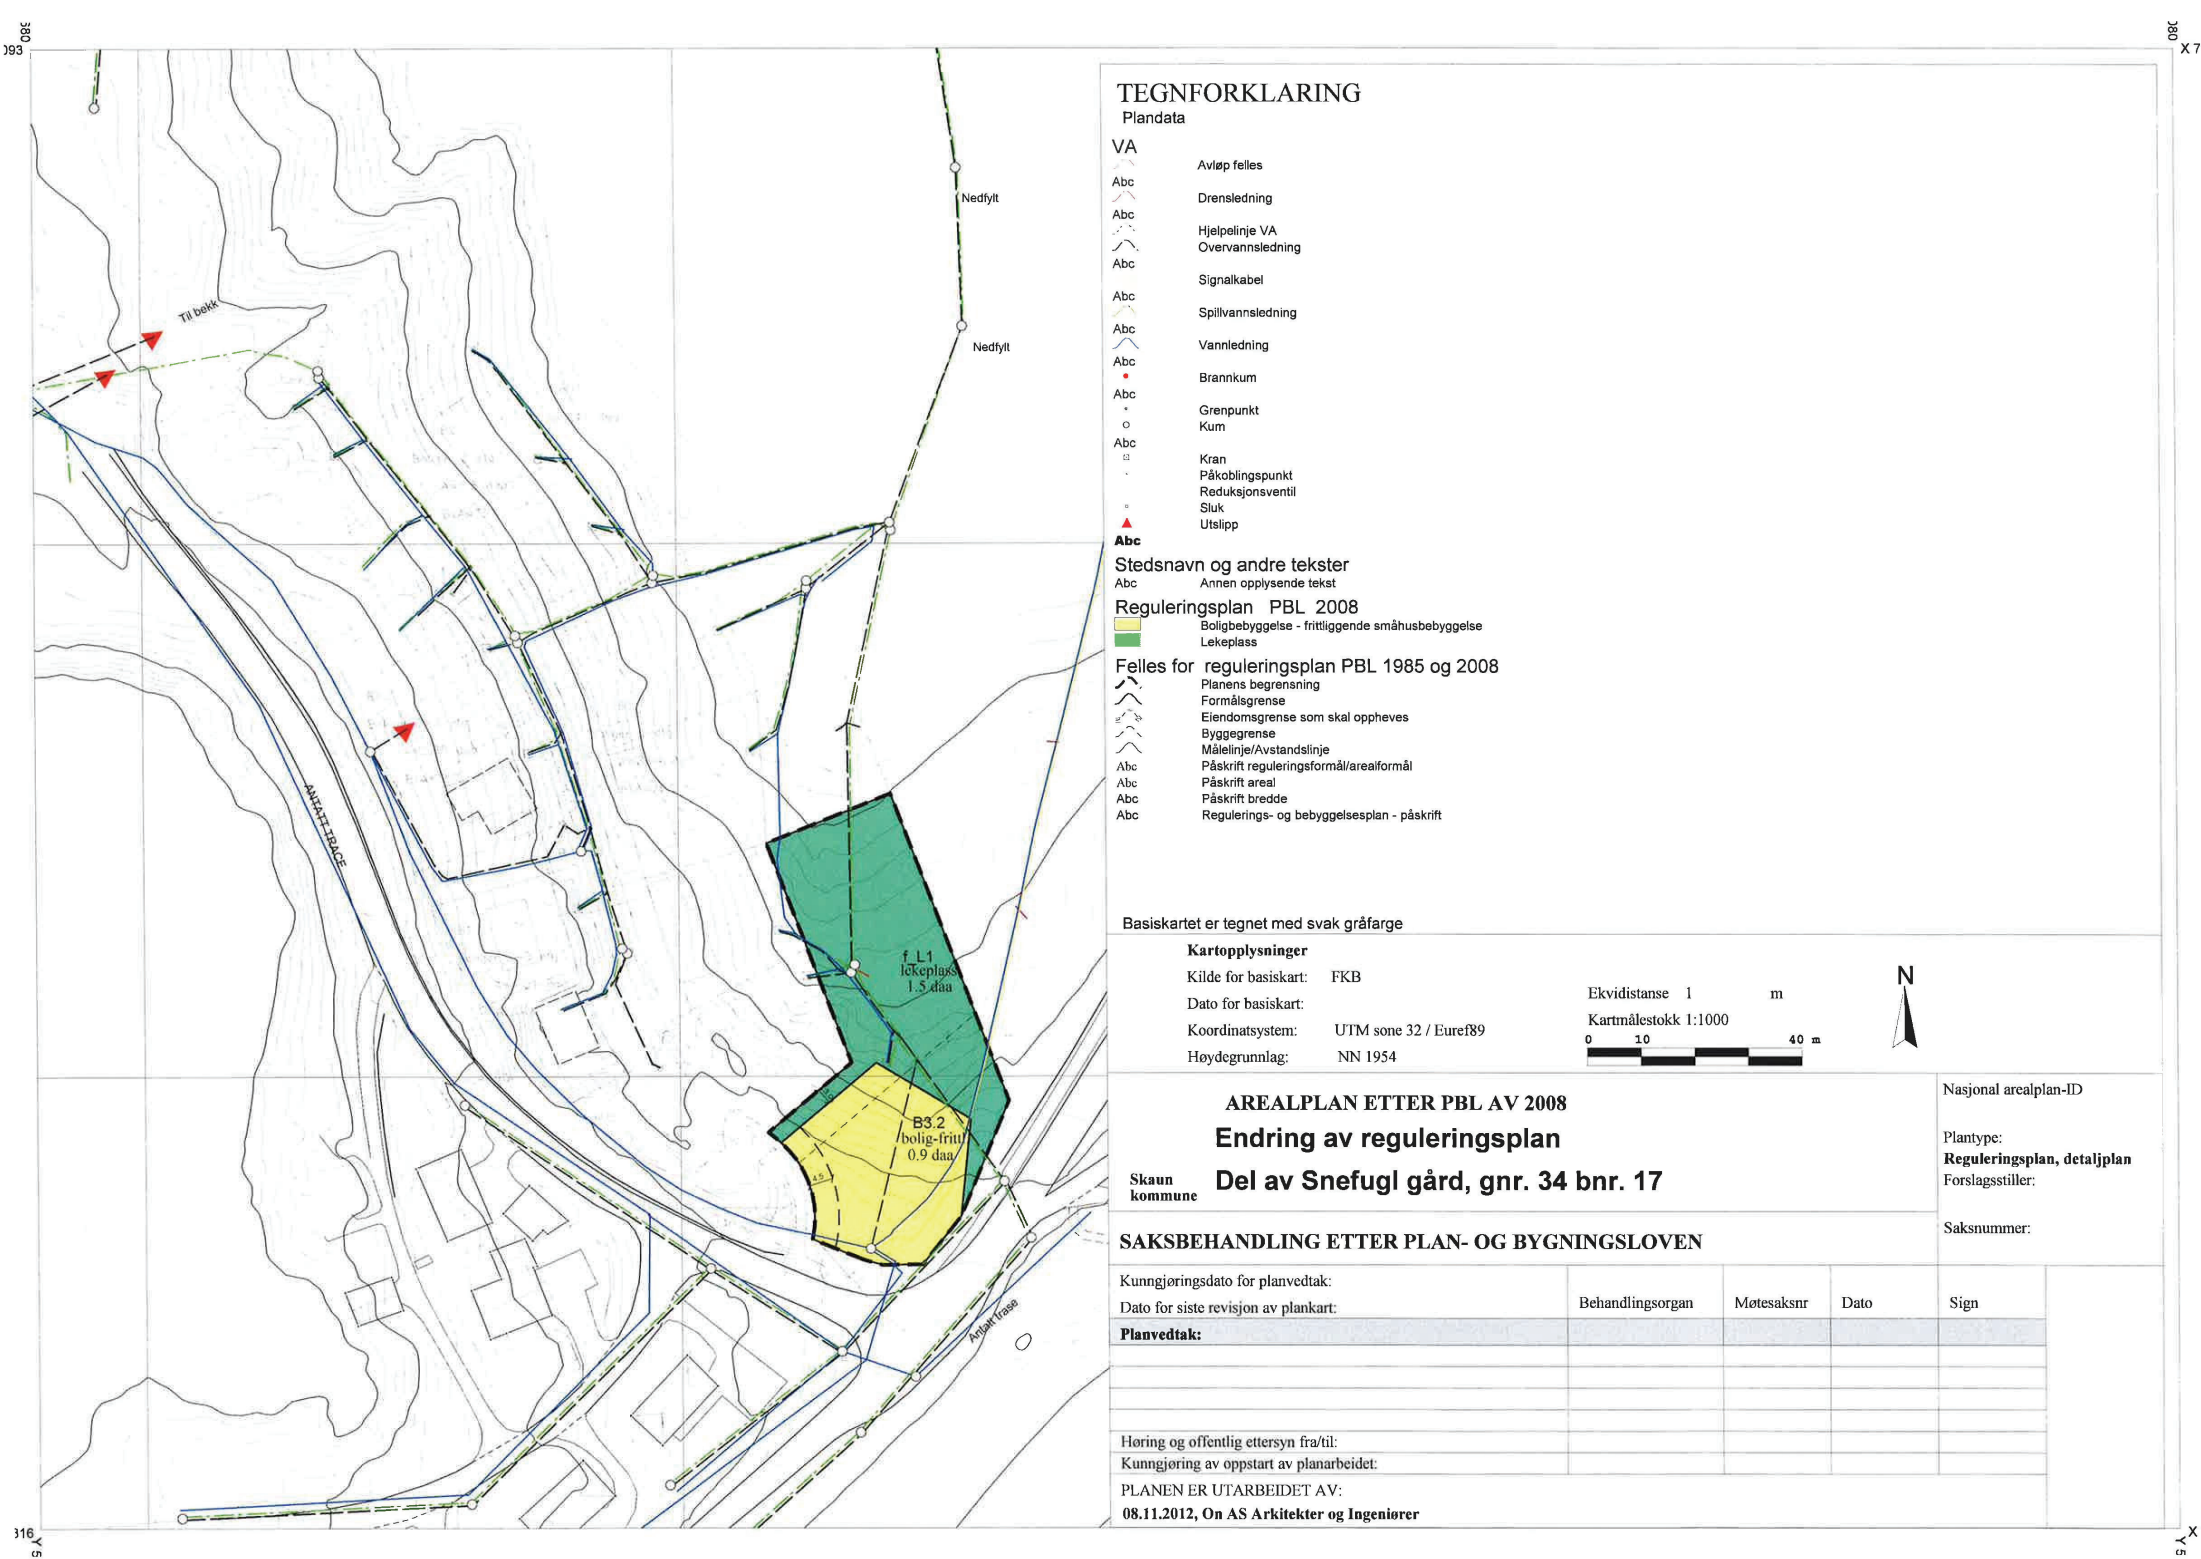 Nedfylt
Nedfylt
Til bekk
ANTATT TRACE
f_L1
lekeplass
1.5 daa
B3.2
bolig-fritt
0.9 daa
4.5
Antatt trase
TEGNFORKLARING
Plandata
VA
Avløp felles
Abc
Drensledning
Abc
Hjelpelinje VA
Overvannsledning
Abc
Signalkabel
Abc
Spillvannsledning
Abc
Vannledning
Abc
Brannkum
Abc
Grenpunkt
Kum
Abc
Kran
Påkoblingspunkt
Reduksjonsventil
Sluk
Utslipp
Abc
Stedsnavn og andre tekster
Abc Annen opplysende tekst
Reguleringsplan PBL 2008
Boligbebyggelse - frittliggende småhusbebyggelse
Lekeplass
Felles for reguleringsplan PBL 1985 og 2008
Planens begrensning
Formålsgrense
Eiendomsgrense som skal oppheves
Byggegrense
Målelinje/Avstandslinje
Abc Påskrift reguleringsformål/arealformål
Abc Påskrift areal
Abc Påskrift bredde
Abc Regulerings- og bebyggelsesplan - påskrift
Basiskartet er tegnet med svak gråfarge
Kartopplysninger
Kilde for basiskart: FKB
Dato for basiskart:
Koordinatsystem: UTM sone 32 / Euref89
Høydegrunnlag: NN 1954
Ekvidistanse 1 m
Kartmålestokk 1:1000
0 10 40 m
N
AREALPLAN ETTER PBL AV 2008
Endring av reguleringsplan
Skaun
kommune
Del av Snefugl gård, gnr. 34 bnr. 17
Nasjonal arealplan-ID
Plantype:
Reguleringsplan, detaljplan
Forslagsstiller:
Saksnummer:
SAKSBEHANDLING ETTER PLAN- OG BYGNINGSLOVEN
Kunngjøringsdato for planvedtak:
Dato for siste revisjon av plankart:
Behandlingsorgan Møtesaksnr Dato Sign
Planvedtak:
Høring og offentlig ettersyn fra/til:
Kunngjøring av oppstart av planarbeidet:
PLANEN ER UTARBEIDET AV:
08.11.2012, On AS Arkitekter og Ingeniører